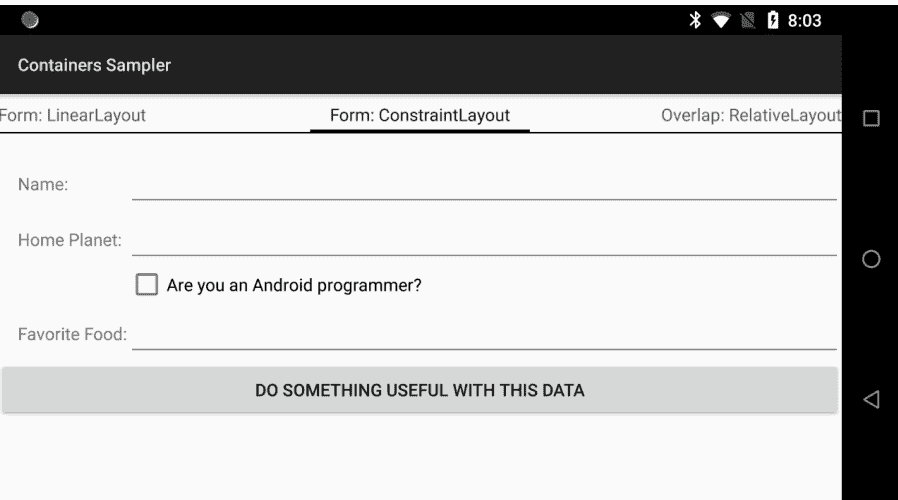 8:03
Containers Sampler
Form: LinearLayout Form: ConstraintLayout Overlap: RelativeLayout
Name:
Home Planet:
Are you an Android programmer?
Favorite Food:
DO SOMETHING USEFUL WITH THIS DATA